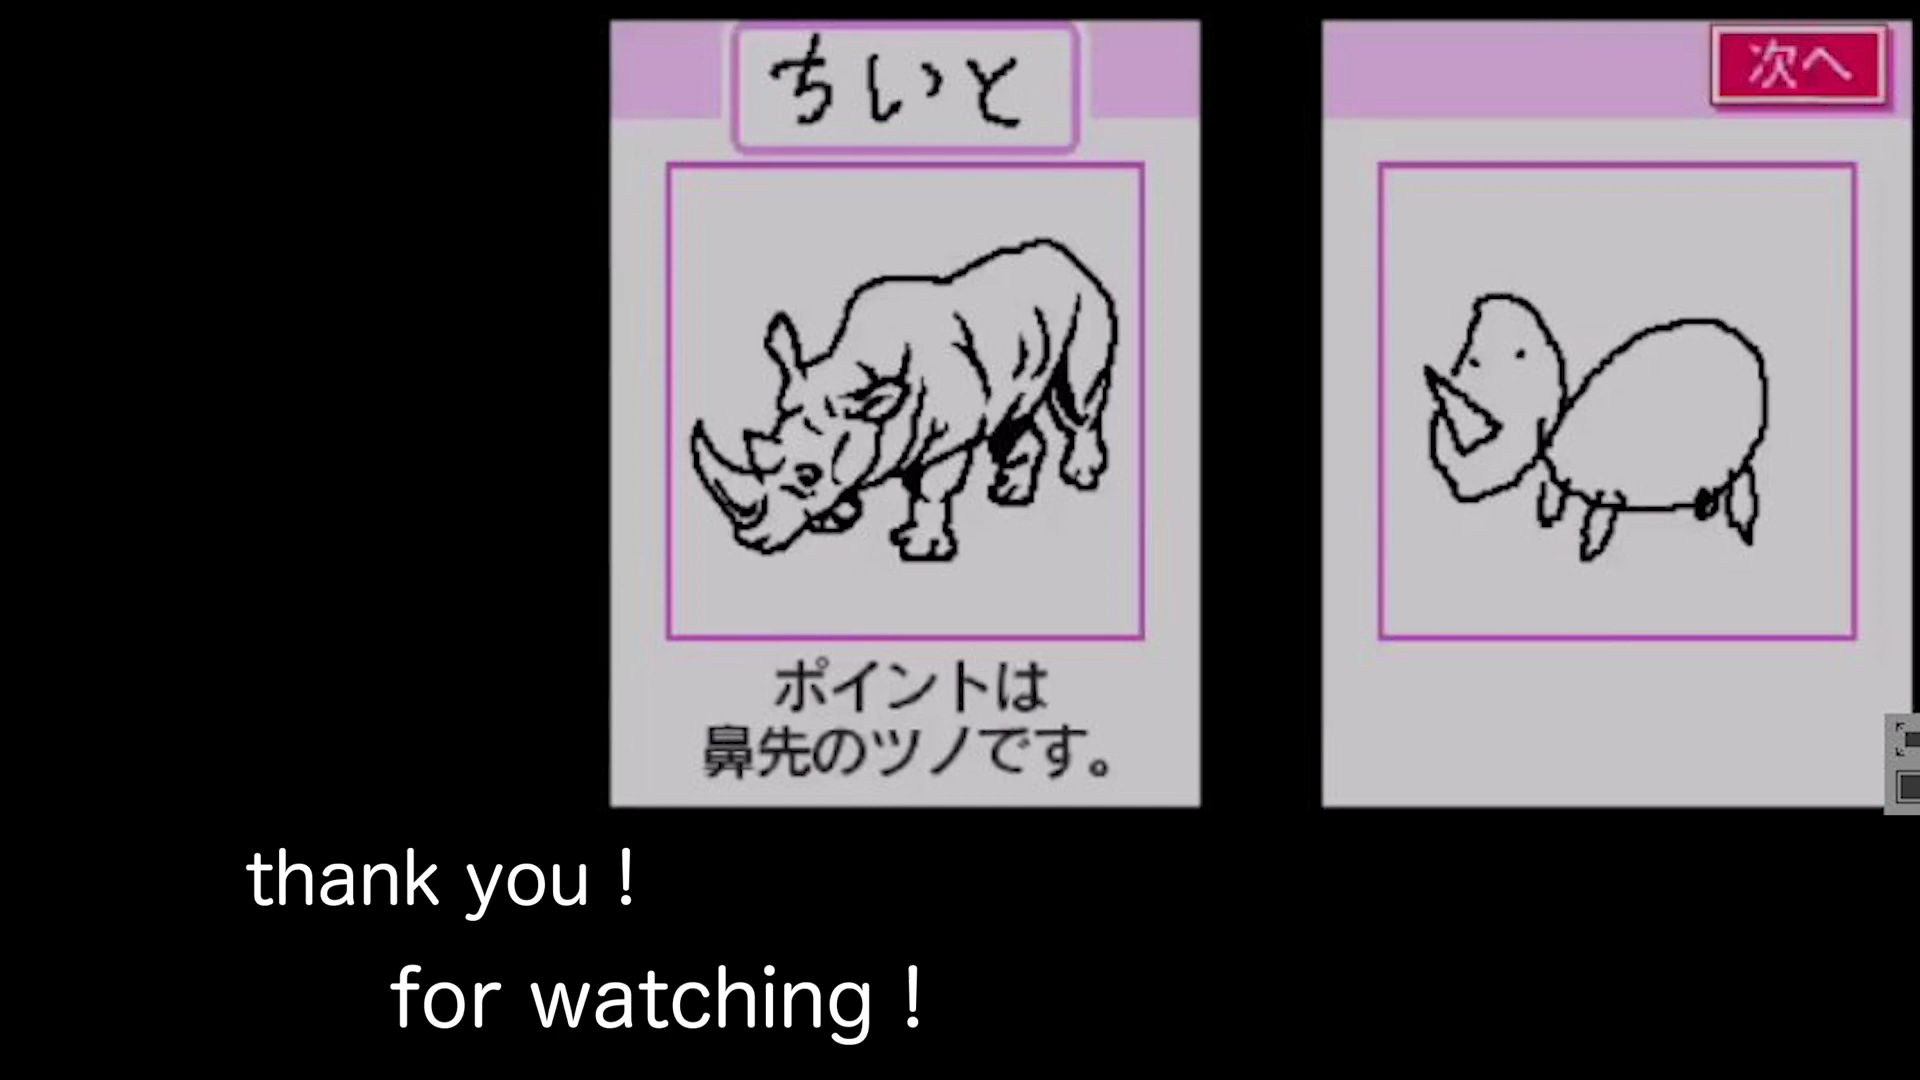 ちいと
次へ
ポイントは
鼻先のツノです。
thank you !
for watching !